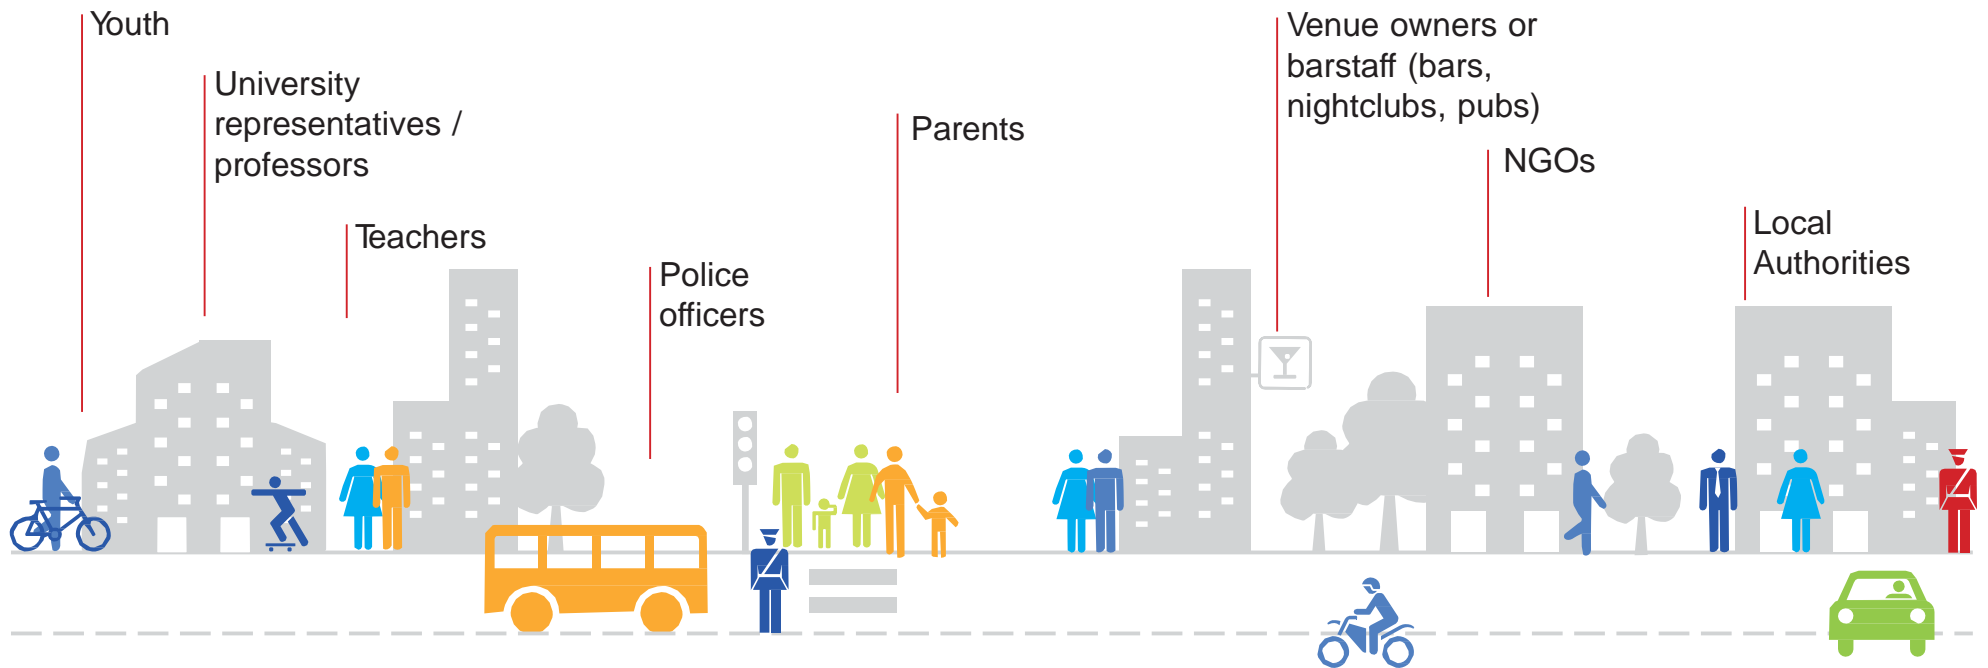 Youth
University
representatives /
professors
Teachers
Police
officers
Parents
Venue owners or
barstaff (bars,
nightclubs, pubs)
NGOs
Local
Authorities